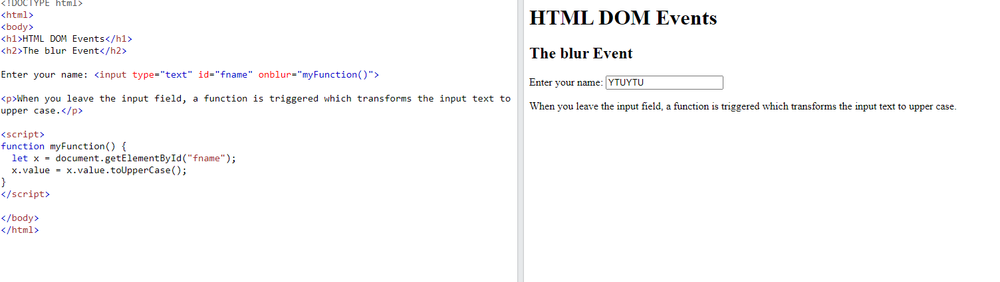 <!DOCTYPE html>
<html>
<body>
<h1>HTML DOM Events</h1>
<h2>The blur Event</h2>
Enter your name: <input type="text" id="fname" onblur="myFunction()">
<p>When you leave the input field, a function is triggered which transforms the input text to
upper case.</p>
<script>
function myFunction() {
  let x = document.getElementById("fname");
  x.value = x.value.toUpperCase();
}
</script>
</body>
</html>
HTML DOM Events
The blur Event
Enter your name: YTUYTU
When you leave the input field, a function is triggered which transforms the input text to upper case.